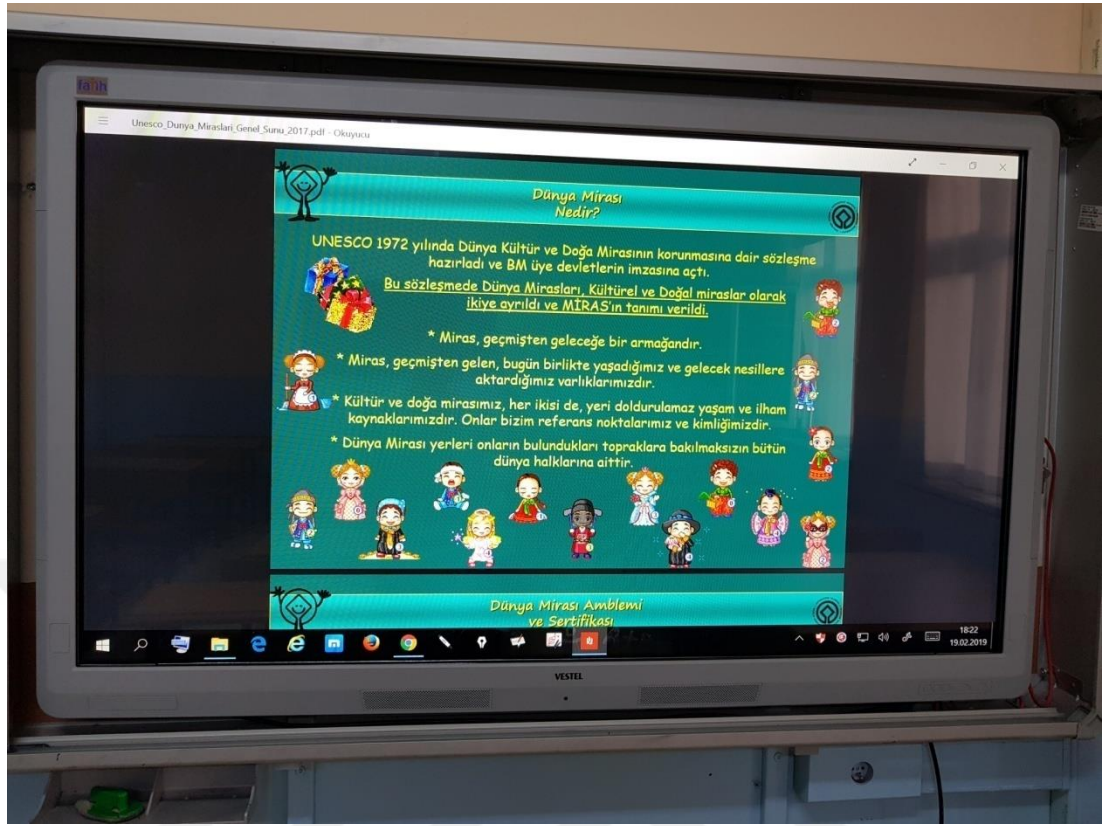 fatih
Unesco_Dunya_Miraslari_Genel_Sunu_2017.pdf - Okuyucu
Dünya Mirası
Nedir?
UNESCO 1972 yılında Dünya Kültür ve Doğa Mirasının korunmasına dair sözleşme
hazırladı ve BM üye devletlerin imzasına açtı.
Bu sözleşmede Dünya Mirasları, Kültürel ve Doğal miraslar olarak
ikiye ayrıldı ve MİRAS'ın tanımı verildi.
* Miras, geçmişten geleceğe bir armağandır.
* Miras, geçmişten gelen, bugün birlikte yaşadığımız ve gelecek nesillere
aktardığımız varlıklarımızdır.
* Kültür ve doğa mirasımız, her ikisi de, yeri doldurulamaz yaşam ve ilham
kaynaklarımızdır. Onlar bizim referans noktalarımız ve kimliğimizdir.
* Dünya Mirası yerleri onların bulundukları topraklara bakılmaksızın bütün
dünya halklarına aittir.
Dünya Mirası Amblemi
ve Sertifikası
18:22
19.02.2019
VESTEL